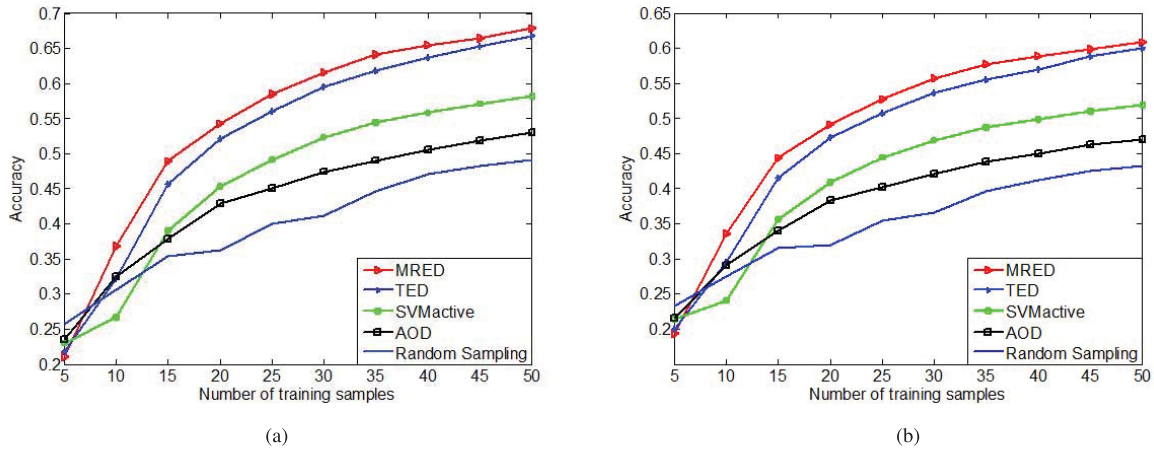 0.7
0.65
0.6
0.55
0.5
0.45
0.4
0.35
0.3
0.25
0.2
Accuracy
5 10 15 20 25 30 35 40 45 50
Number of training samples
MRED
TED
SVMactive
AOD
Random Sampling
(a)
0.65
0.6
0.55
0.5
0.45
0.4
0.35
0.3
0.25
0.2
Accuracy
5 10 15 20 25 30 35 40 45 50
Number of training samples
MRED
TED
SVMactive
AOD
Random Sampling
(b)